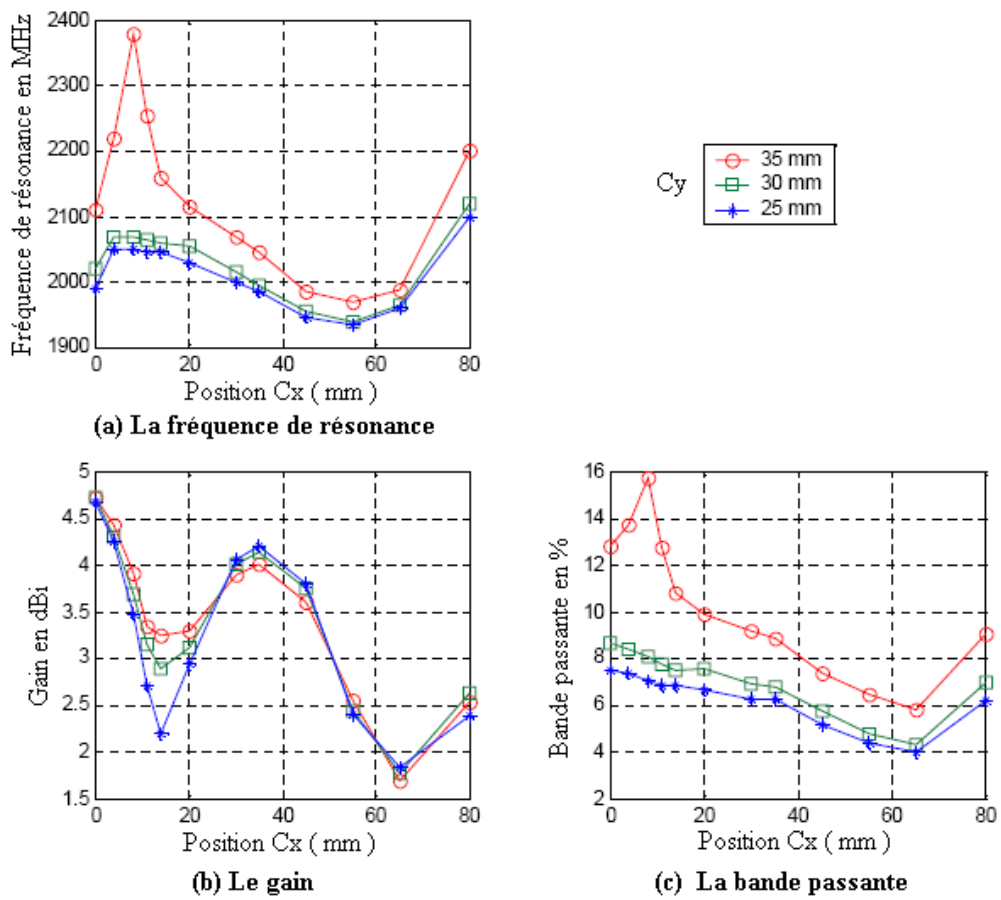 2400
2300
2200
2100
2000
1900
Fréquence de résonance en MHz
0 20 40 60 80
Position Cx ( mm )
(a) La fréquence de résonance
Cy
35 mm
30 mm
25 mm
5
4.5
4
3.5
3
2.5
2
1.5
Gain en dBi
0 20 40 60 80
Position Cx ( mm )
(b) Le gain
16
14
12
10
8
6
4
2
Bande passante en %
0 20 40 60 80
Position Cx ( mm )
(c) La bande passante